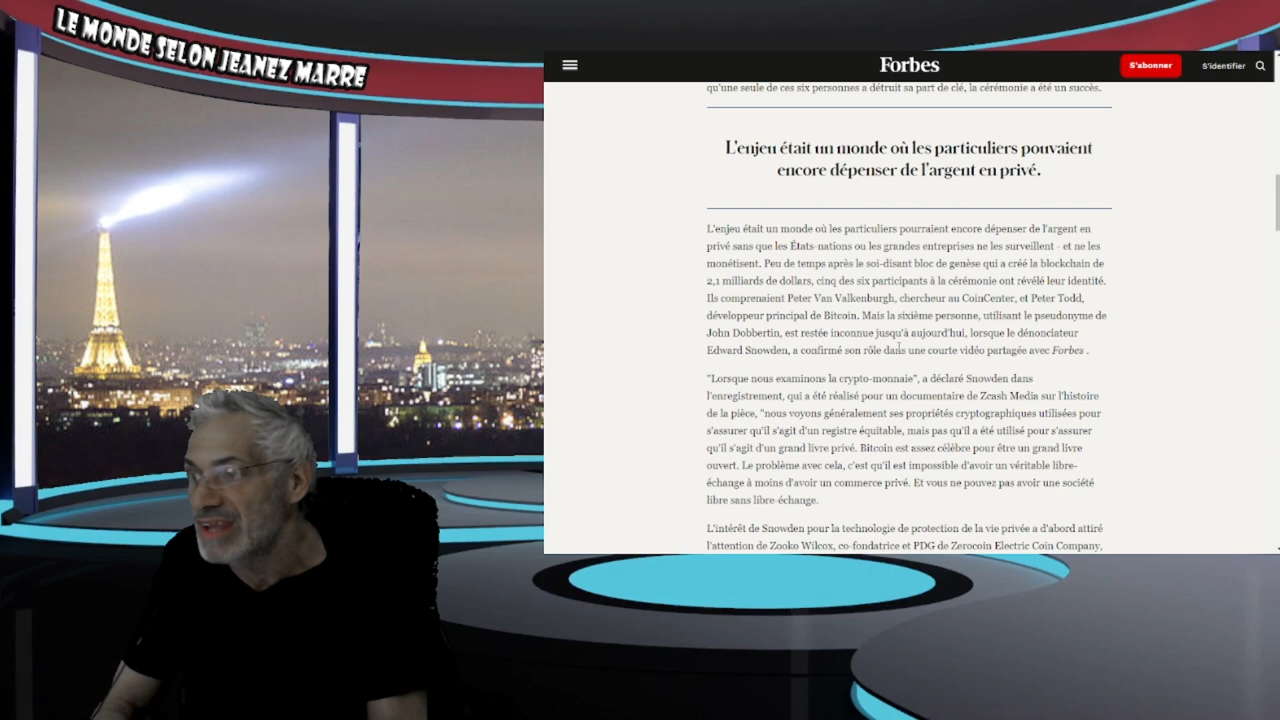 LE MONDE SELON JEANEZ MARRE
Forbes
S'abonner
S'identifier
qu'une seule de ces six personnes a détruit sa part de clé, la cérémonie a été un succès.
L'enjeu était un monde où les particuliers pouvaient
encore dépenser de l'argent en privé.
L'enjeu était un monde où les particuliers pourraient encore dépenser de l'argent en
privé sans que les États-nations ou les grandes entreprises ne les surveillent - et ne les
monétisent. Peu de temps après le soi-disant bloc de genèse qui a créé la blockchain de
2,1 milliards de dollars, cinq des six participants à la cérémonie ont révélé leur identité.
Ils comprenaient Peter Van Valkenburgh, chercheur au CoinCenter, et Peter Todd,
développeur principal de Bitcoin. Mais la sixième personne, utilisant le pseudonyme de
John Dobbertin, est restée inconnue jusqu'à aujourd'hui, lorsque le dénonciateur
Edward Snowden, a confirmé son rôle dans une courte vidéo partagée avec Forbes .
"Lorsque nous examinons la crypto-monnaie", a déclaré Snowden dans
l'enregistrement, qui a été réalisé pour un documentaire de Zcash Media sur l'histoire
de la pièce, "nous voyons généralement ses propriétés cryptographiques utilisées pour
s'assurer qu'il s'agit d'un registre équitable, mais pas qu'il a été utilisé pour s'assurer
qu'il s'agit d'un grand livre privé. Bitcoin est assez célèbre pour être un grand livre
ouvert. Le problème avec cela, c'est qu'il est impossible d'avoir un véritable libre-
échange à moins d'avoir un commerce privé. Et vous ne pouvez pas avoir une société
libre sans libre-échange.
L'intérêt de Snowden pour la technologie de protection de la vie privée a d'abord attiré
l'attention de Zooko Wilcox, co-fondatrice et PDG de Zerocoin Electric Coin Company,